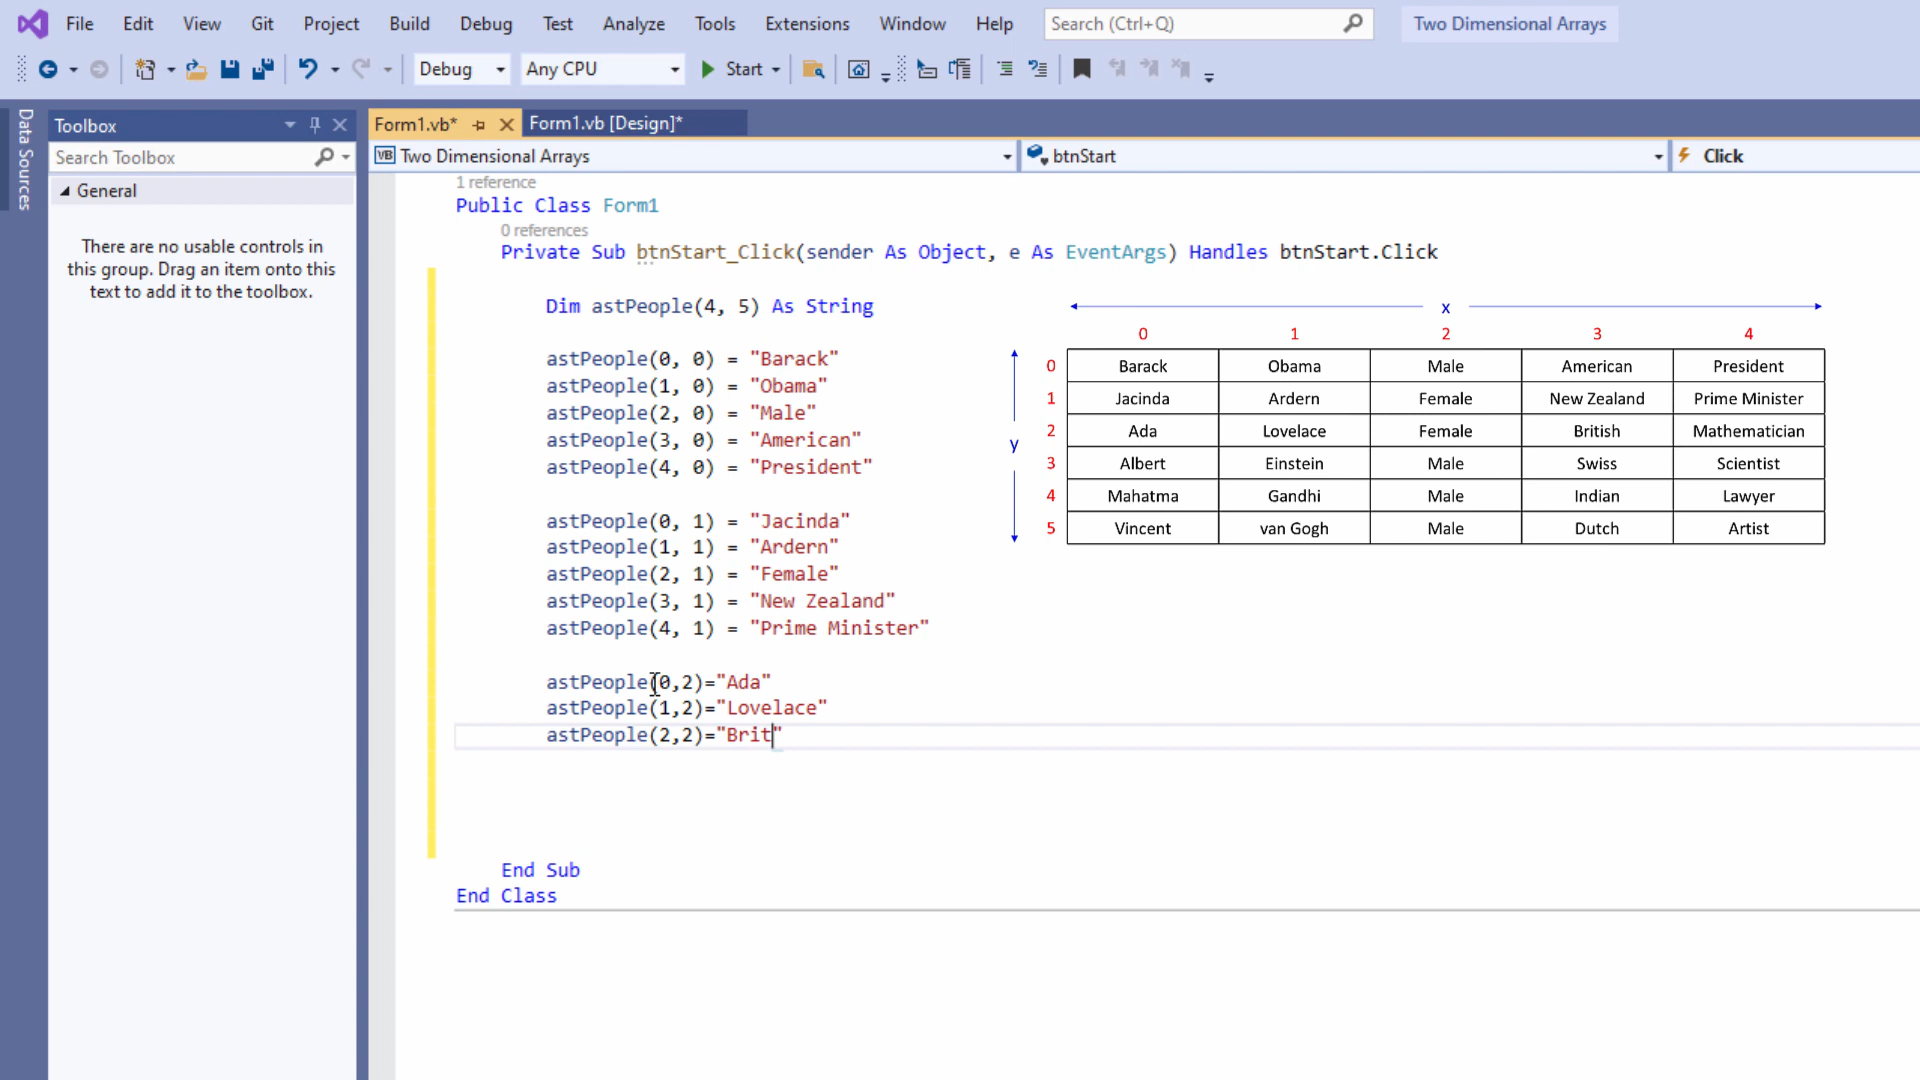 File Edit View Git Project Build Debug Test Analyze Tools Extensions Window Help Search (Ctrl+Q) Two Dimensional Arrays
Debug Any CPU Start
Data Sources
Toolbox
Search Toolbox
General
There are no usable controls in
this group. Drag an item onto this
text to add it to the toolbox.
Form1.vb* Form1.vb [Design]*
VB Two Dimensional Arrays btnStart Click
1 reference
Public Class Form1
0 references
Private Sub btnStart_Click(sender As Object, e As EventArgs) Handles btnStart.Click
Dim astPeople(4, 5) As String
astPeople(0, 0) = "Barack"
astPeople(1, 0) = "Obama"
astPeople(2, 0) = "Male"
astPeople(3, 0) = "American"
astPeople(4, 0) = "President"
astPeople(0, 1) = "Jacinda"
astPeople(1, 1) = "Ardern"
astPeople(2, 1) = "Female"
astPeople(3, 1) = "New Zealand"
astPeople(4, 1) = "Prime Minister"
astPeople(0,2)="Ada"
astPeople(1,2)="Lovelace"
astPeople(2,2)="Brit"
End Sub
End Class
x
0 1 2 3 4
y
0 Barack Obama Male American President
1 Jacinda Ardern Female New Zealand Prime Minister
2 Ada Lovelace Female British Mathematician
3 Albert Einstein Male Swiss Scientist
4 Mahatma Gandhi Male Indian Lawyer
5 Vincent van Gogh Male Dutch Artist